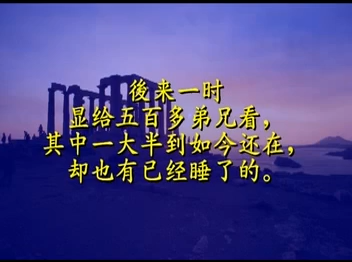 後来一时
显给五百多弟兄看，
其中一大半到如今还在，
却也有已经睡了的。